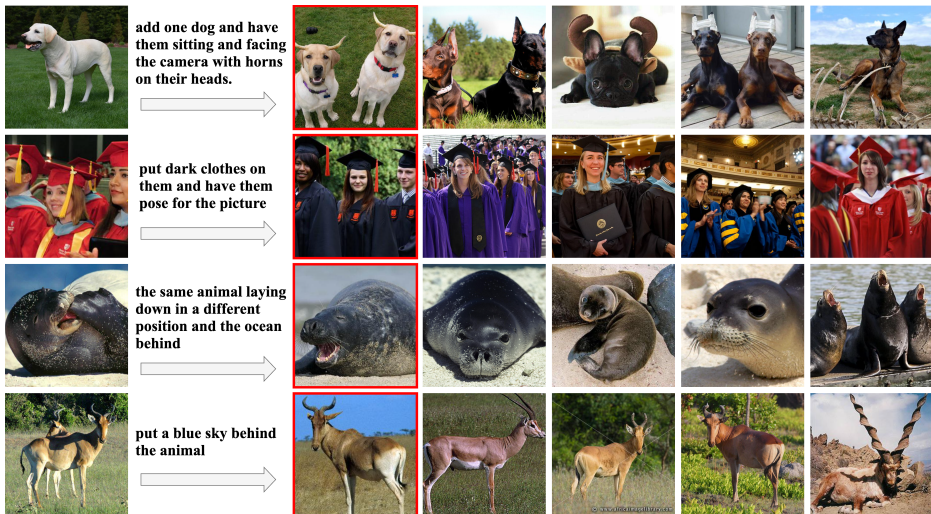 add one dog and have
them sitting and facing
the camera with horns
on their heads.
put dark clothes on
them and have them
pose for the picture
the same animal laying
down in a different
position and the ocean
behind
put a blue sky behind
the animal